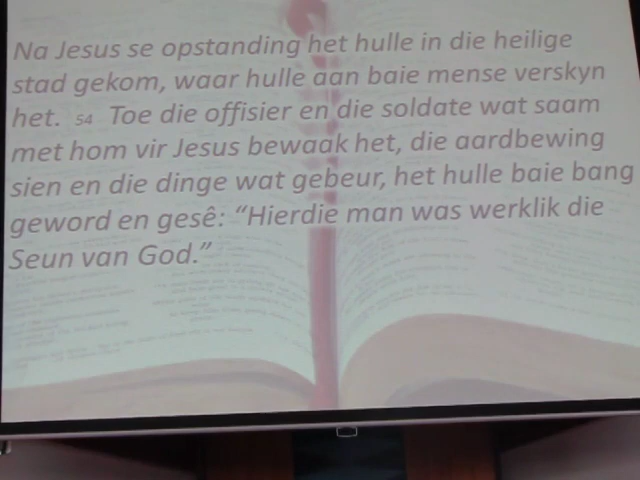 Na Jesus se opstanding het hulle in die heilige
stad gekom, waar hulle aan baie mense verskyn
het. 54 Toe die offisier en die soldate wat saam
met hom vir Jesus bewaak het, die aardbewing
sien en die dinge wat gebeur, het hulle baie bang
geword en gesê: “Hierdie man was werklik die
Seun van God.”